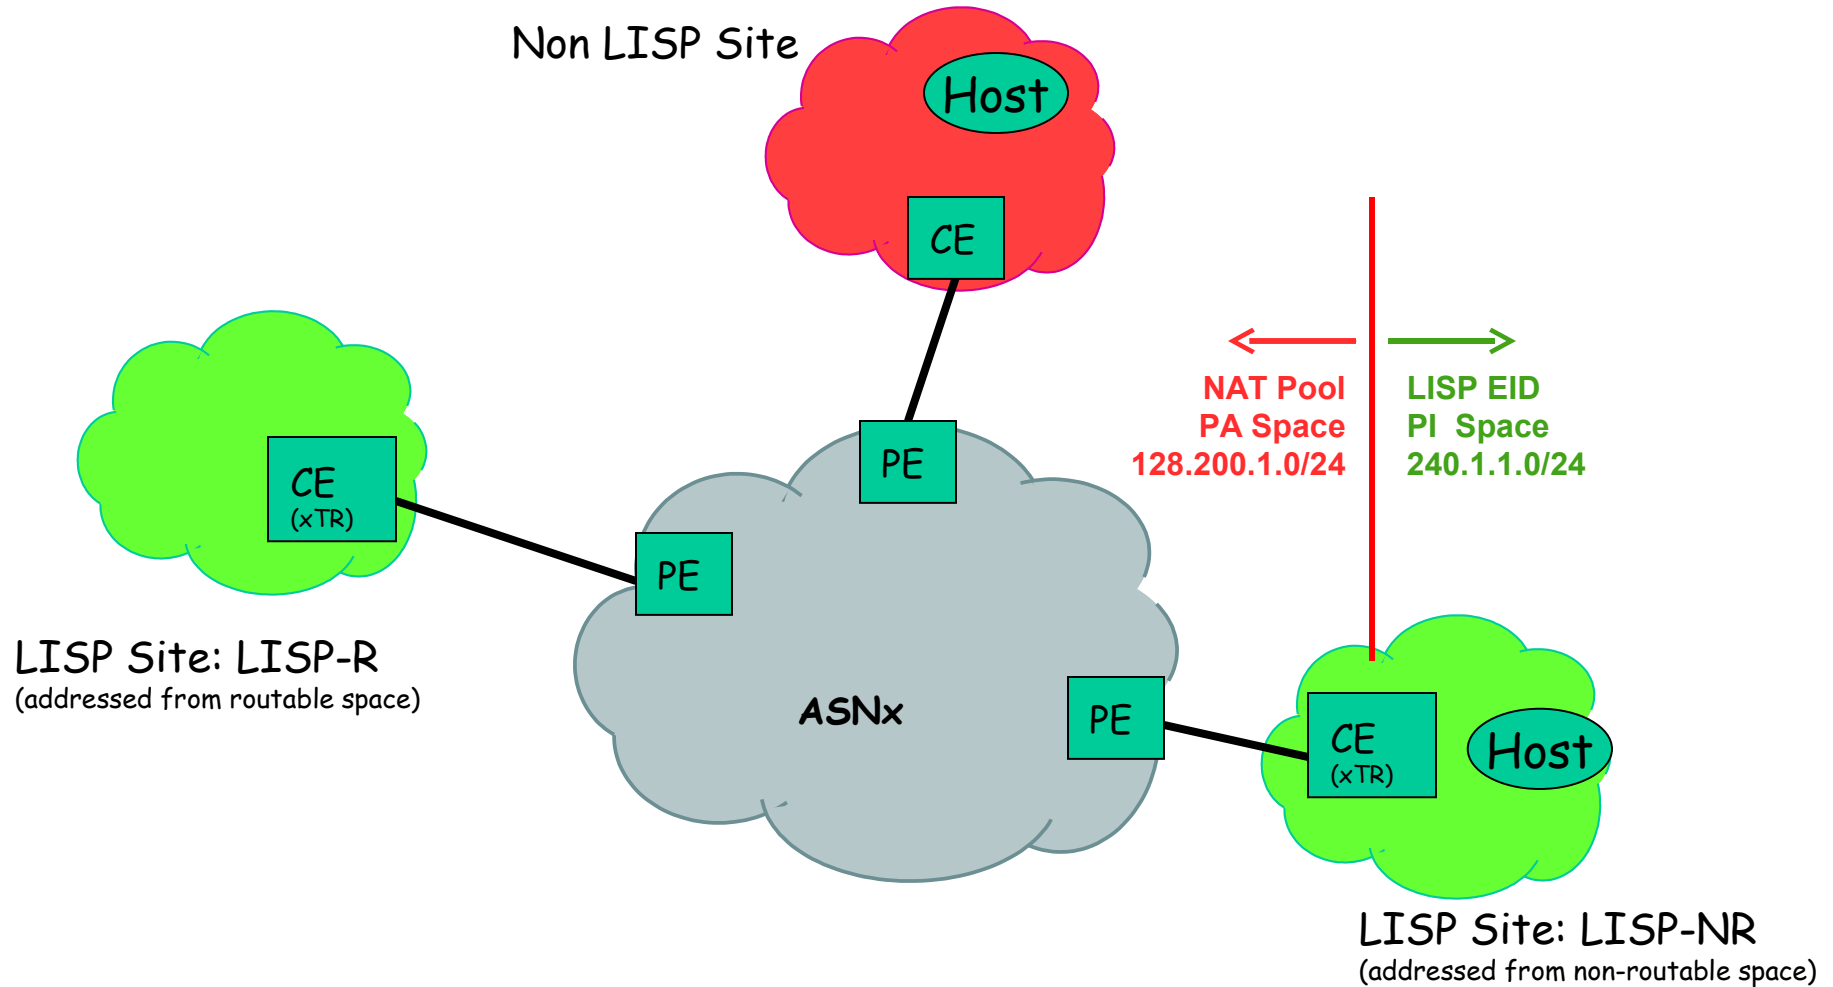 Non LISP Site
Host
CE
NAT Pool
PA Space
128.200.1.0/24
LISP EID
PI Space
240.1.1.0/24
PE
CE
(xTR)
PE
LISP Site: LISP-R
(addressed from routable space)
ASNx
PE
CE
(xTR)
Host
LISP Site: LISP-NR
(addressed from non-routable space)